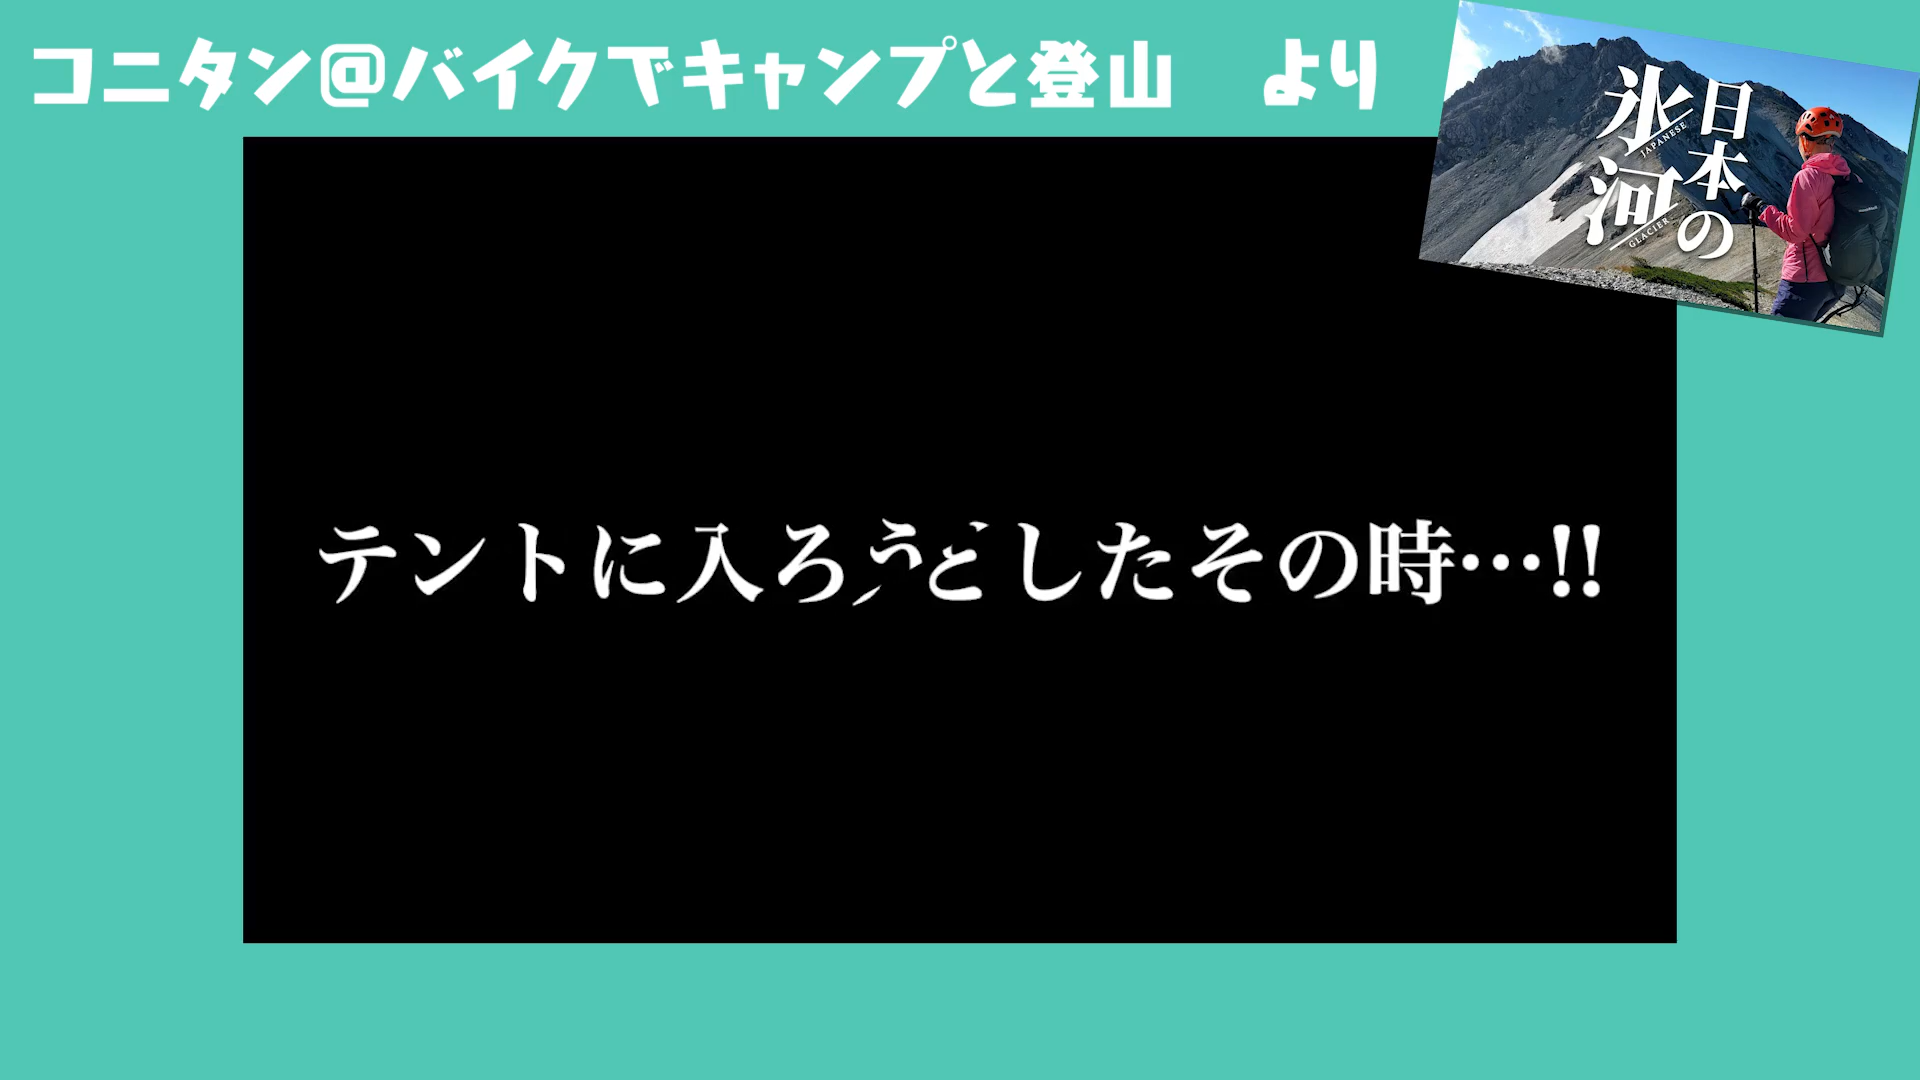 コニタン@バイクでキャンプと登山　より
日本の
氷河
JAPANESE
GLACIER
テントに入ろうとしたその時…!!